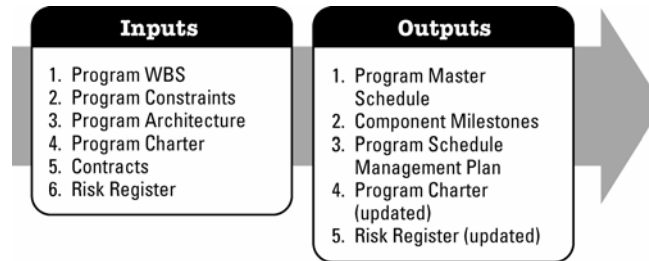 Inputs
1. Program WBS
2. Program Constraints
3. Program Architecture
4. Program Charter
5. Contracts
6. Risk Register
Outputs
1. Program Master
Schedule
2. Component Milestones
3. Program Schedule
Management Plan
4. Program Charter
(updated)
5. Risk Register (updated)